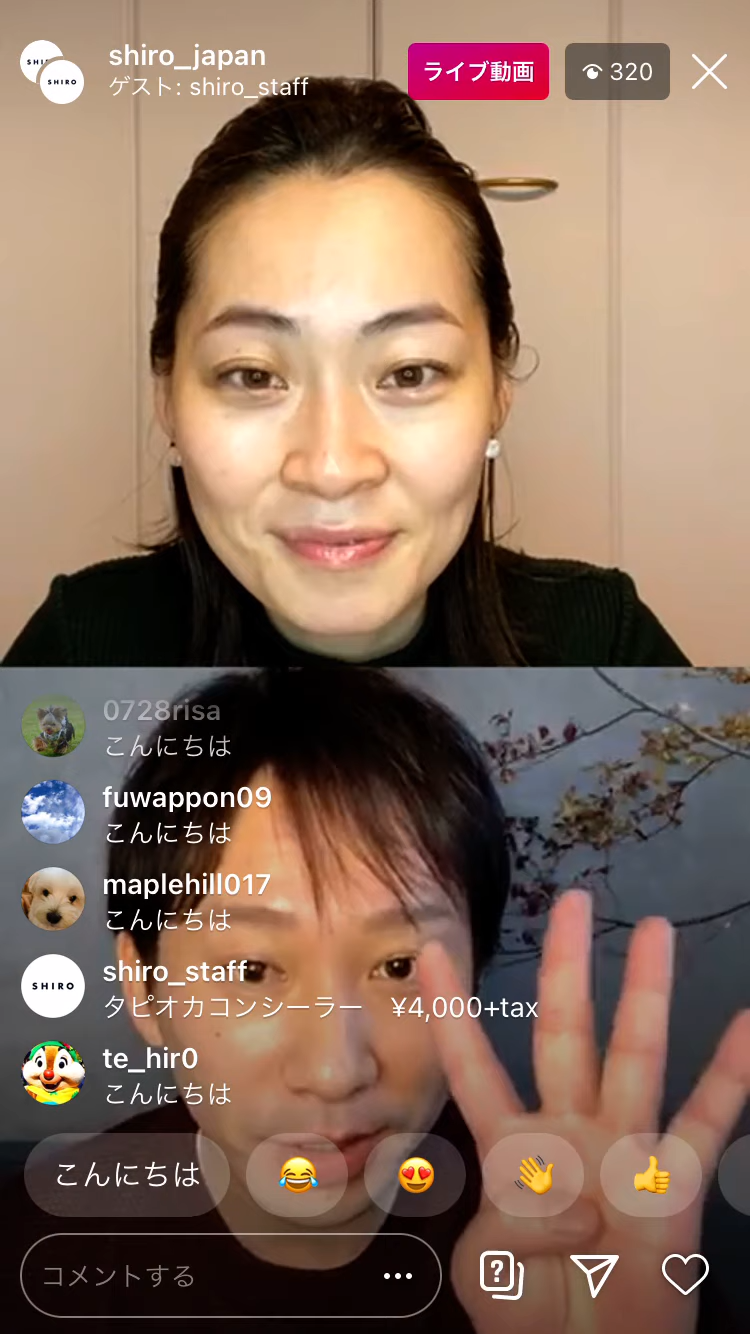 shiro_japan
ゲスト: shiro_staff
ライブ動画
320
SHIRO
0728risa
こんにちは
fuwappon09
こんにちは
maplehill017
こんにちは
shiro_staff
SHIRO
タピオカコンシーラー ¥4,000+tax
te_hir0
こんにちは
こんにちは
コメントする